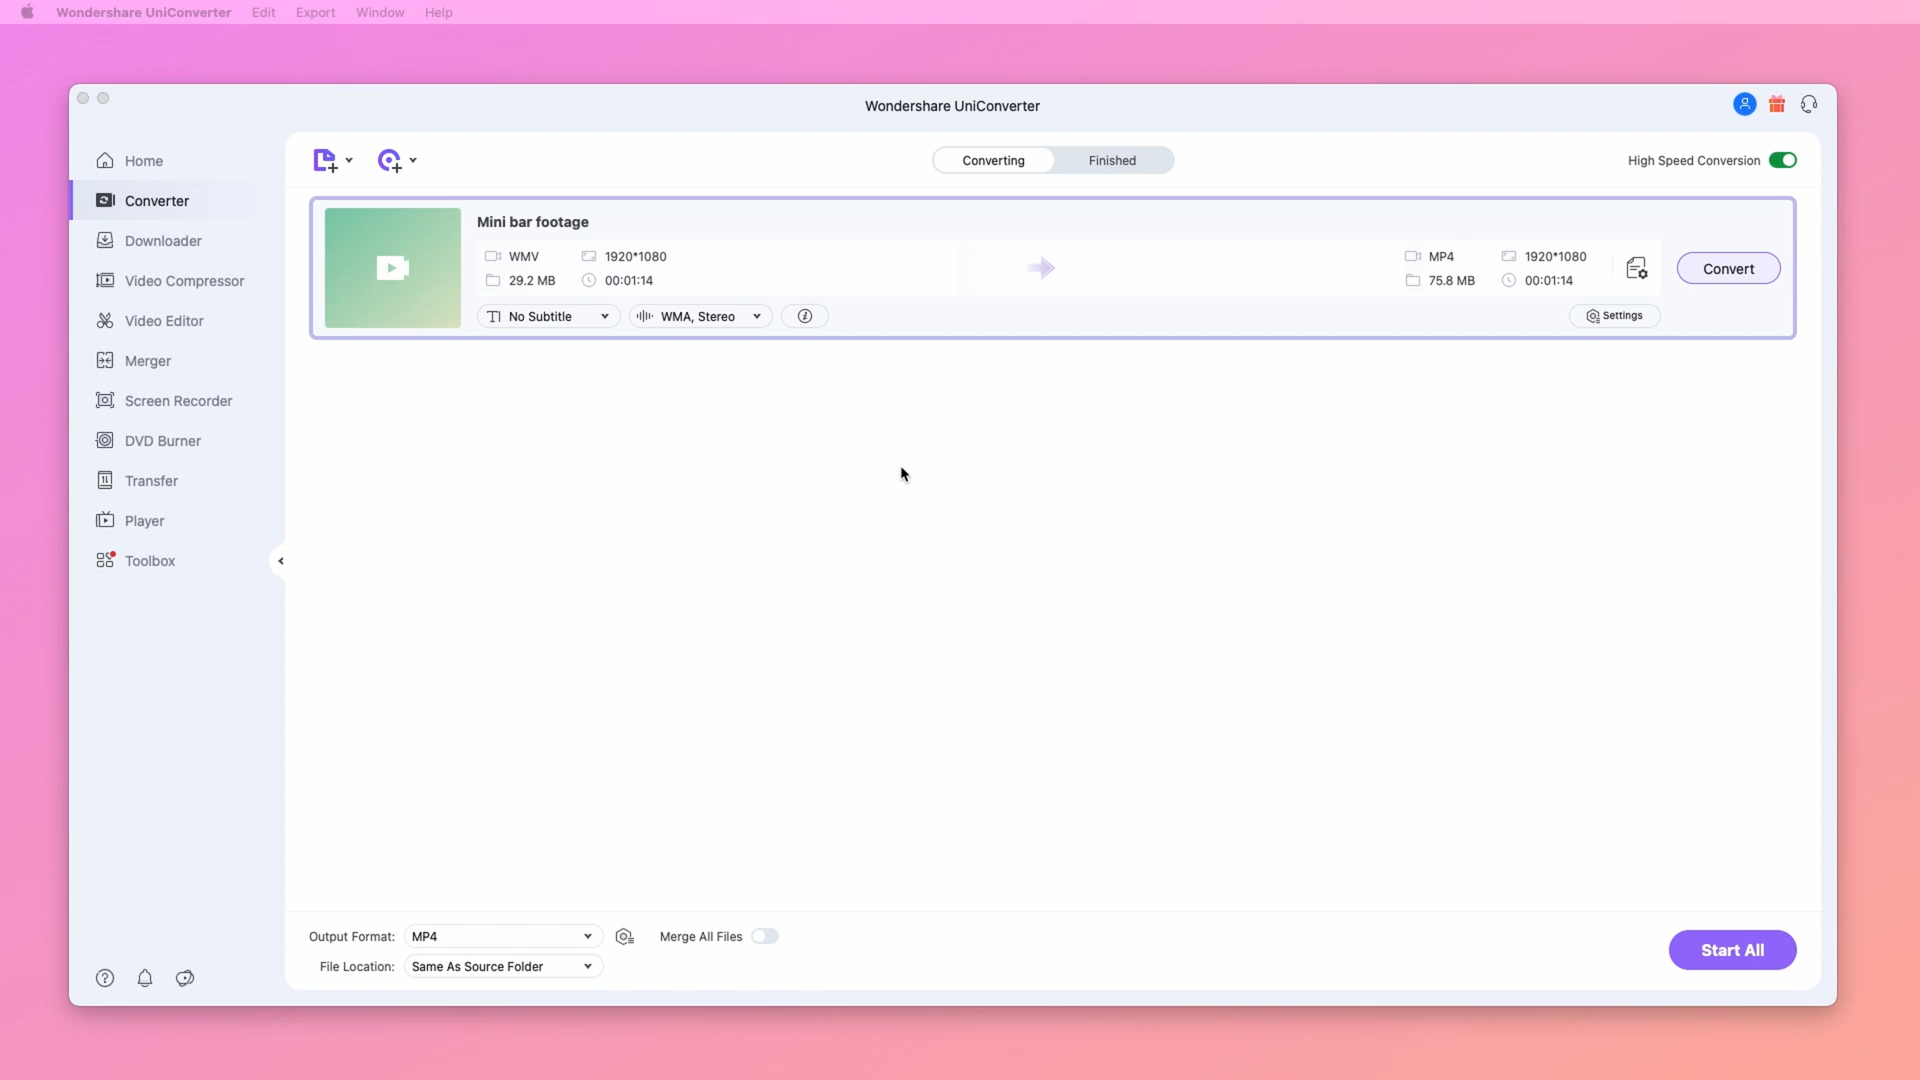 Wondershare UniConverter Edit Export Window Help
Wondershare UniConverter
Home
Converter
Downloader
Video Compressor
Video Editor
Merger
Screen Recorder
DVD Burner
Transfer
Player
Toolbox
Converting Finished
High Speed Conversion
Mini bar footage
WMV 1920*1080
29.2 MB 00:01:14
MP4 1920*1080
75.8 MB 00:01:14
Convert
No Subtitle WMA, Stereo
Settings
Output Format: MP4 Merge All Files
File Location: Same As Source Folder
Start All